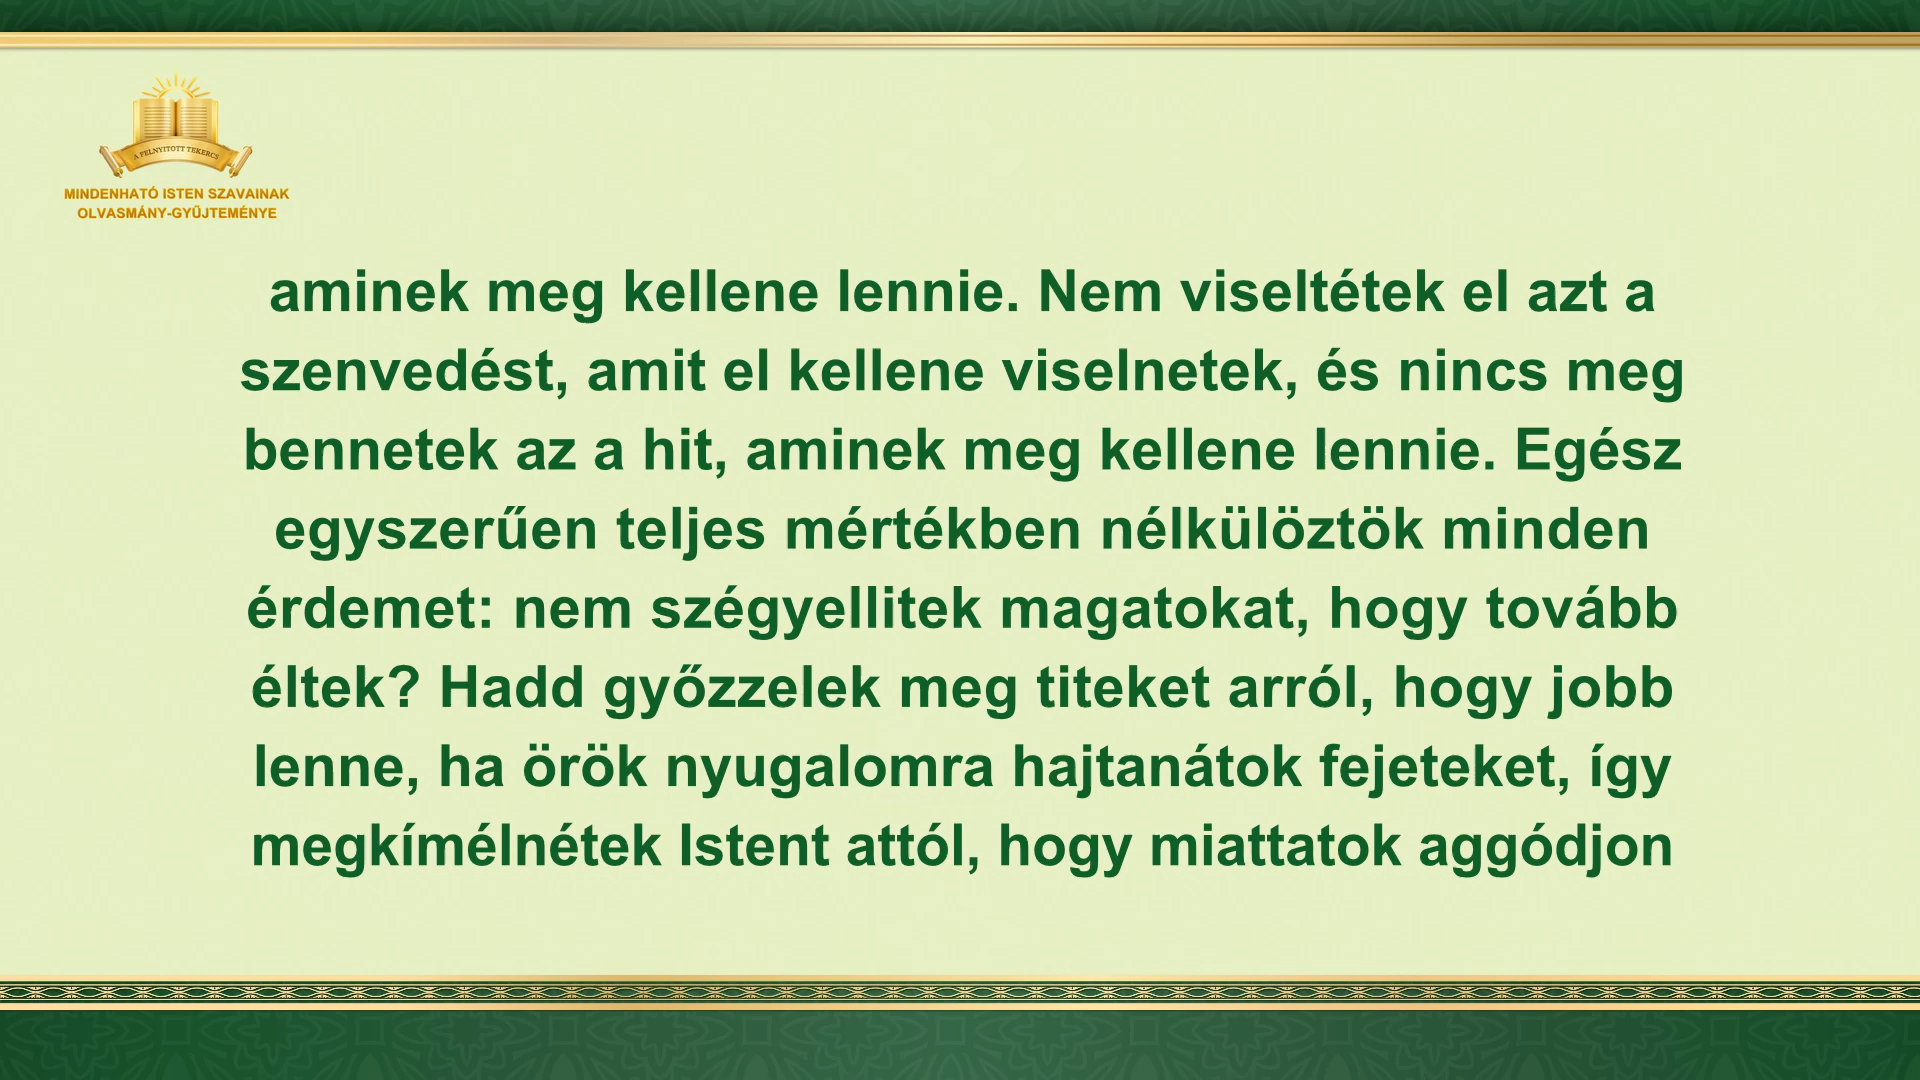 A FELNYITOTT TEKERCS
MINDENHATÓ ISTEN SZAVAINAK
OLVASMÁNY-GYŰJTEMÉNYE
aminek meg kellene lennie. Nem viseltétek el azt a
szenvedést, amit el kellene viselnetek, és nincs meg
bennetek az a hit, aminek meg kellene lennie. Egész
egyszerűen teljes mértékben nélkülöztök minden
érdemet: nem szégyellitek magatokat, hogy tovább
éltek? Hadd győzzelek meg titeket arról, hogy jobb
lenne, ha örök nyugalomra hajtanátok fejeteket, így
megkímélnétek Istent attól, hogy miattatok aggódjon